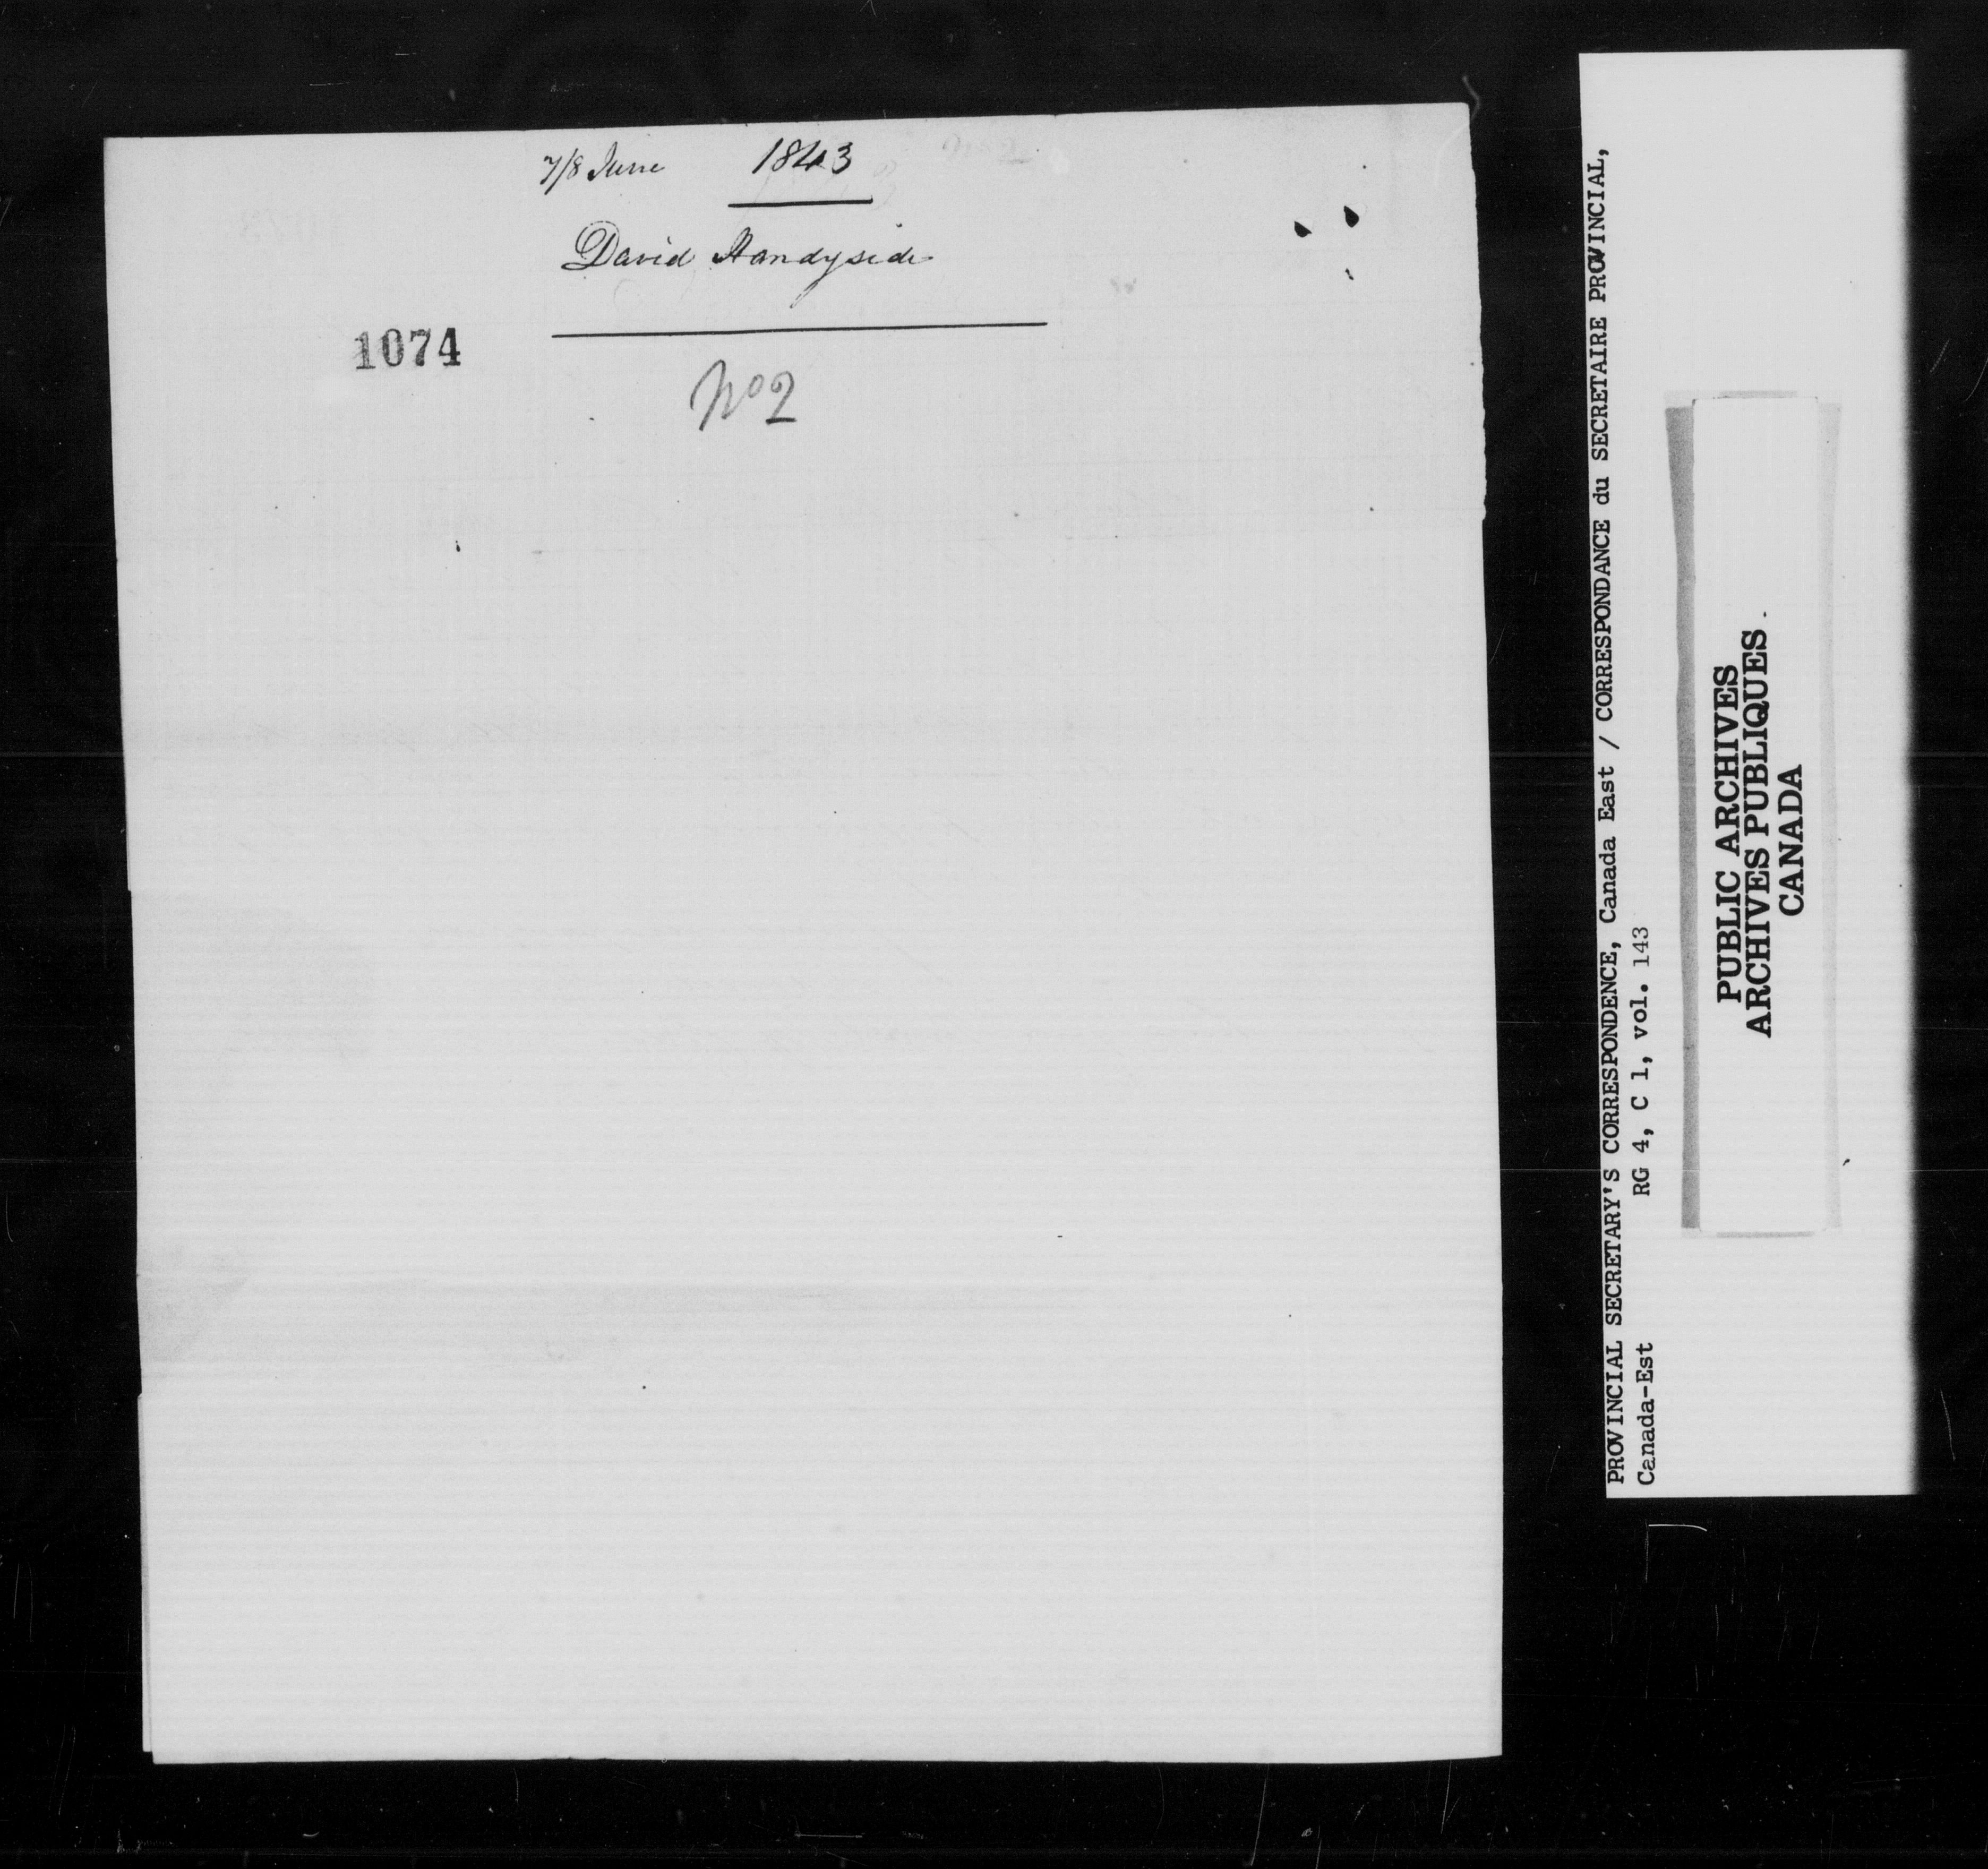 7/8 June 1843
David Handyside
1074
No 2
PROVINCIAL SECRETARY'S CORRESPONDENCE, Canada East / CORRESPONDANCE du SECRETAIRE PROVINCIAL,
Canada-Est RG 4, C 1, vol. 143
PUBLIC ARCHIVES
ARCHIVES PUBLIQUES
CANADA